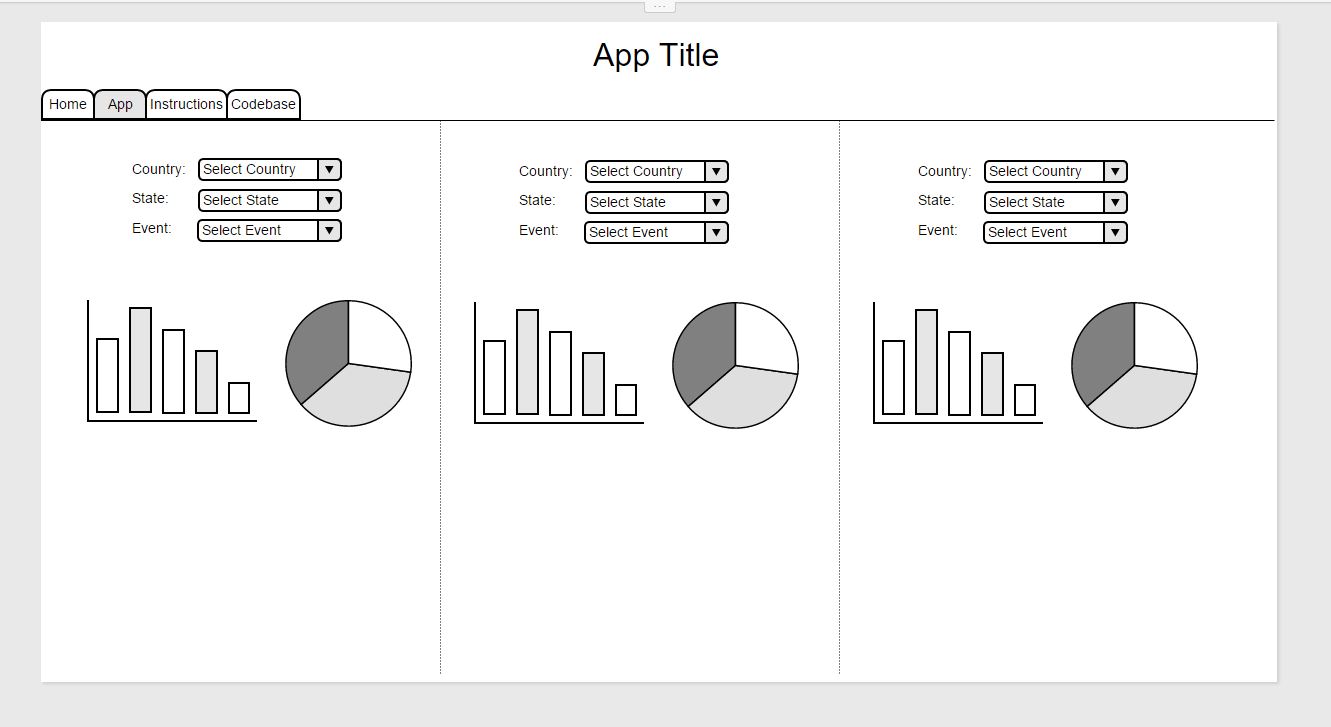 App Title
Home App Instructions Codebase
Country: Select Country ▼
State: Select State ▼
Event: Select Event ▼
Country: Select Country ▼
State: Select State ▼
Event: Select Event ▼
Country: Select Country ▼
State: Select State ▼
Event: Select Event ▼